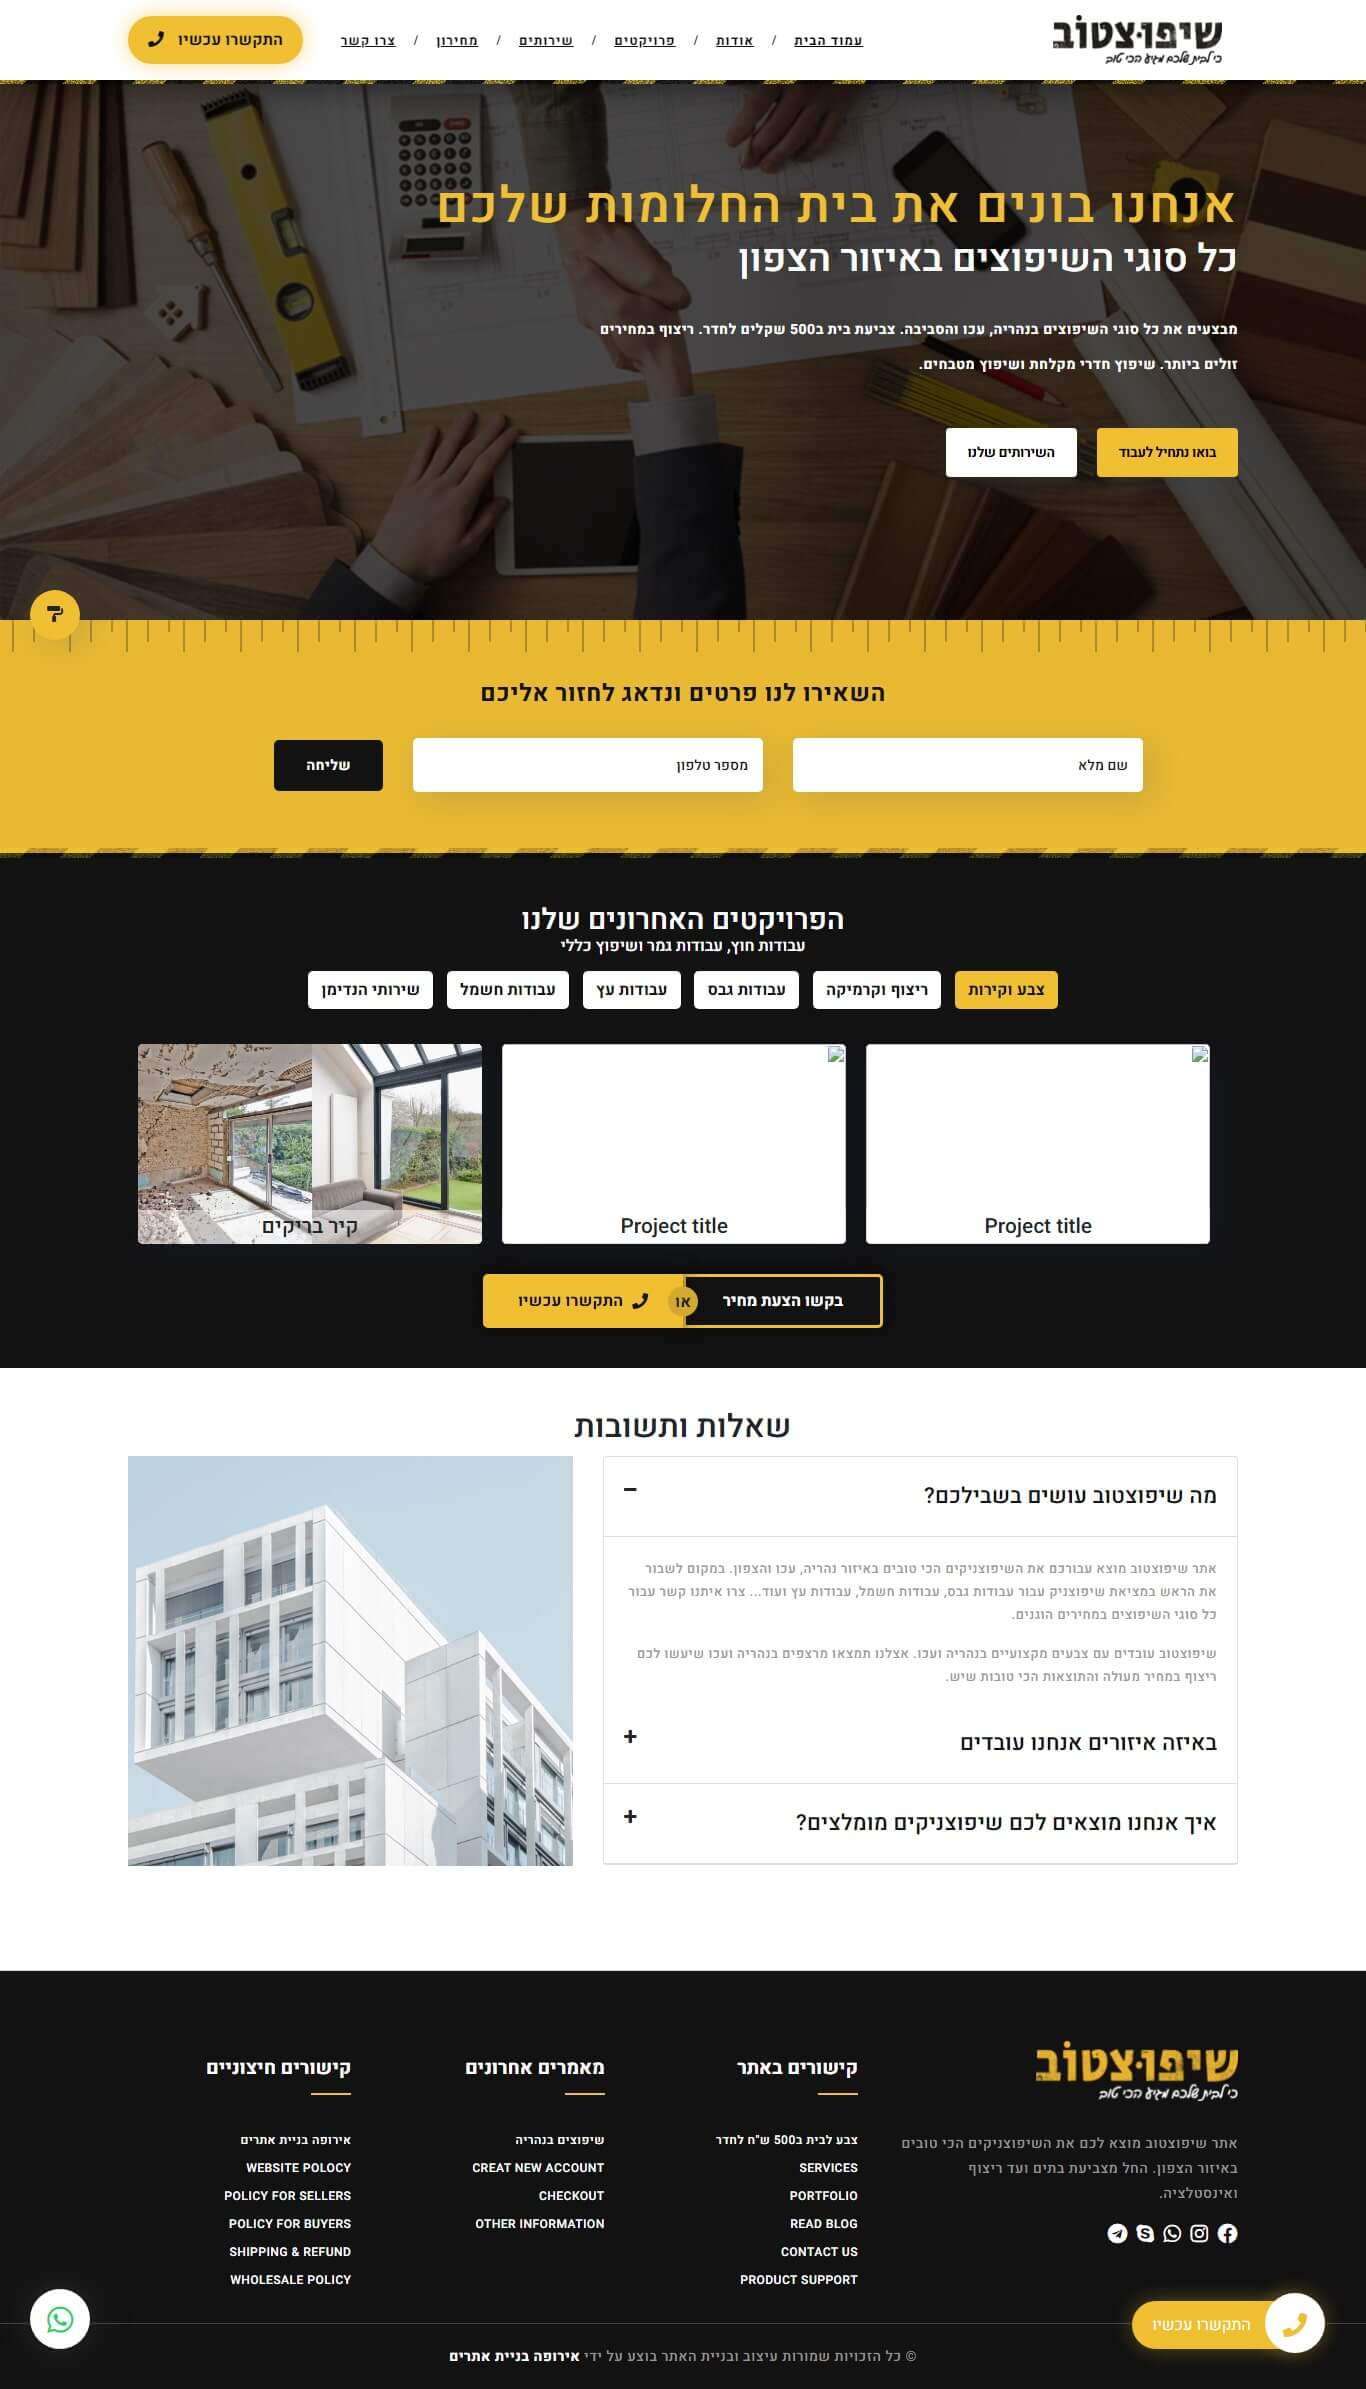 שיפוצטוב
כי לבית שלכם מגיע הכי טוב
עמוד הבית / אודות / פרויקטים / שירותים / מחירון / צרו קשר
התקשרו עכשיו
אנחנו בונים את בית החלומות שלכם
כל סוגי השיפוצים באיזור הצפון
מבצעים את כל סוגי השיפוצים בנהריה, עכו והסביבה. צביעת בית ב500 שקלים לחדר. ריצוף במחירים
זולים ביותר. שיפוץ חדרי מקלחת ושיפוץ מטבחים.
בואו נתחיל לעבוד
השירותים שלנו
השאירו לנו פרטים ונדאג לחזור אליכם
שם מלא
מספר טלפון
שליחה
הפרויקטים האחרונים שלנו
עבודות חוץ, עבודות גמר ושיפוץ כללי
צבע וקירות
ריצוף וקרמיקה
עבודות גבס
עבודות עץ
עבודות חשמל
שירותי הנדימן
Project title
Project title
קיר בריקים
בקשו הצעת מחיר
או
התקשרו עכשיו
שאלות ותשובות
מה שיפוצטוב עושים בשבילכם?
אתר שיפוצטוב מוצא עבורכם את השיפוצניקים הכי טובים באיזור נהריה, עכו והצפון. במקום לשבור
את הראש במציאת שיפוצניק עבור עבודות גבס, עבודות חשמל, עבודות עץ ועוד... צרו איתנו קשר עבור
כל סוגי השיפוצים במחירים הוגנים.
שיפוצטוב עובדים עם צבעים מקצועיים בנהריה ועכו. אצלנו תמצאו מרצפים בנהריה ועכו שיעשו לכם
ריצוף במחיר מעולה והתוצאות הכי טובות שיש.
באיזה איזורים אנחנו עובדים
איך אנחנו מוצאים לכם שיפוצניקים מומלצים?
שיפוצטוב
כי לבית שלכם מגיע הכי טוב
אתר שיפוצטוב מוצא לכם את השיפוצניקים הכי טובים
באיזור הצפון. החל מצביעת בתים ועד ריצוף
ואינסטלציה.
קישורים באתר
צבע לבית ב500 ש"ח לחדר
SERVICES
PORTFOLIO
READ BLOG
CONTACT US
PRODUCT SUPPORT
מאמרים אחרונים
שיפוצים בנהריה
CREAT NEW ACCOUNT
CHECKOUT
OTHER INFORMATION
קישורים חיצוניים
אירופה בניית אתרים
WEBSITE POLOCY
POLICY FOR SELLERS
POLICY FOR BUYERS
SHIPPING & REFUND
WHOLESALE POLICY
התקשרו עכשיו
© כל הזכויות שמורות עיצוב ובניית האתר בוצע על ידי אירופה בניית אתרים